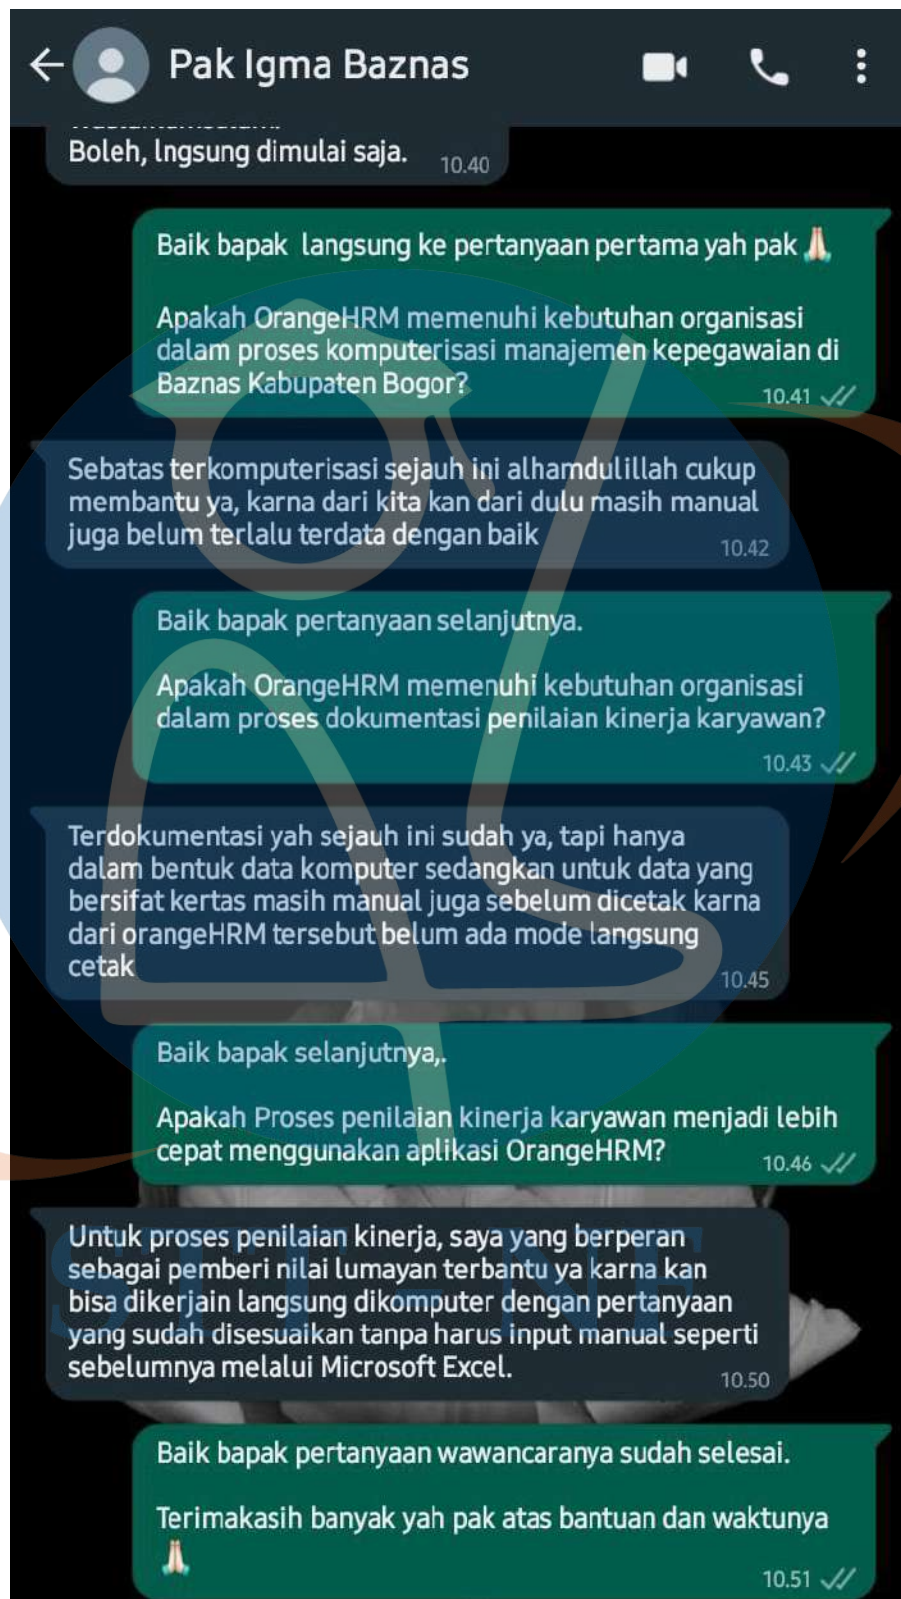 Pak Igma Baznas
Boleh, lngsung dimulai saja. 10.40
Baik bapak langsung ke pertanyaan pertama yah pak 🙏🏻
Apakah OrangeHRM memenuhi kebutuhan organisasi
dalam proses komputerisasi manajemen kepegawaian di
Baznas Kabupaten Bogor?
10.41
Sebatas terkomputerisasi sejauh ini alhamdulillah cukup
membantu ya, karna dari kita kan dari dulu masih manual
juga belum terlalu terdata dengan baik
10.42
Baik bapak pertanyaan selanjutnya.
Apakah OrangeHRM memenuhi kebutuhan organisasi
dalam proses dokumentasi penilaian kinerja karyawan?
10.43
Terdokumentasi yah sejauh ini sudah ya, tapi hanya
dalam bentuk data komputer sedangkan untuk data yang
bersifat kertas masih manual juga sebelum dicetak karna
dari orangeHRM tersebut belum ada mode langsung
cetak
10.45
Baik bapak selanjutnya,.
Apakah Proses penilaian kinerja karyawan menjadi lebih
cepat menggunakan aplikasi OrangeHRM?
10.46
Untuk proses penilaian kinerja, saya yang berperan
sebagai pemberi nilai lumayan terbantu ya karna kan
bisa dikerjain langsung dikomputer dengan pertanyaan
yang sudah disesuaikan tanpa harus input manual seperti
sebelumnya melalui Microsoft Excel.
10.50
STT - NF
Baik bapak pertanyaan wawancaranya sudah selesai.
Terimakasih banyak yah pak atas bantuan dan waktunya
🙏🏻
10.51